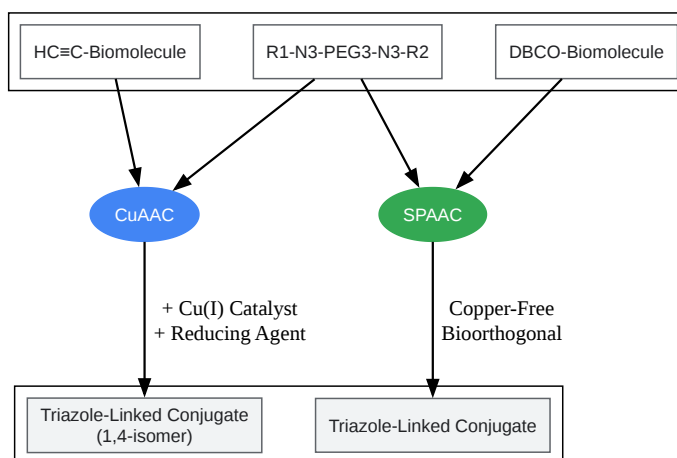 HC≡C-Biomolecule
R1-N3-PEG3-N3-R2
DBCO-Biomolecule
CuAAC
SPAAC
+ Cu(I) Catalyst
+ Reducing Agent
Copper-Free
Bioorthogonal
Triazole-Linked Conjugate
(1,4-isomer)
Triazole-Linked Conjugate